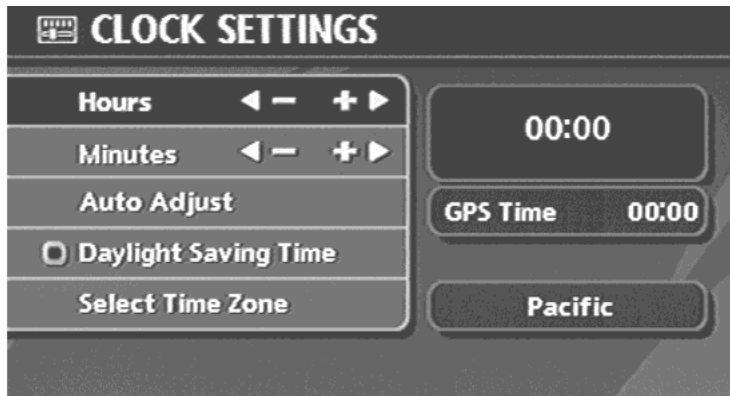 CLOCK SETTINGS
Hours
Minutes
Auto Adjust
Daylight Saving Time
Select Time Zone
00:00
GPS Time 00:00
Pacific